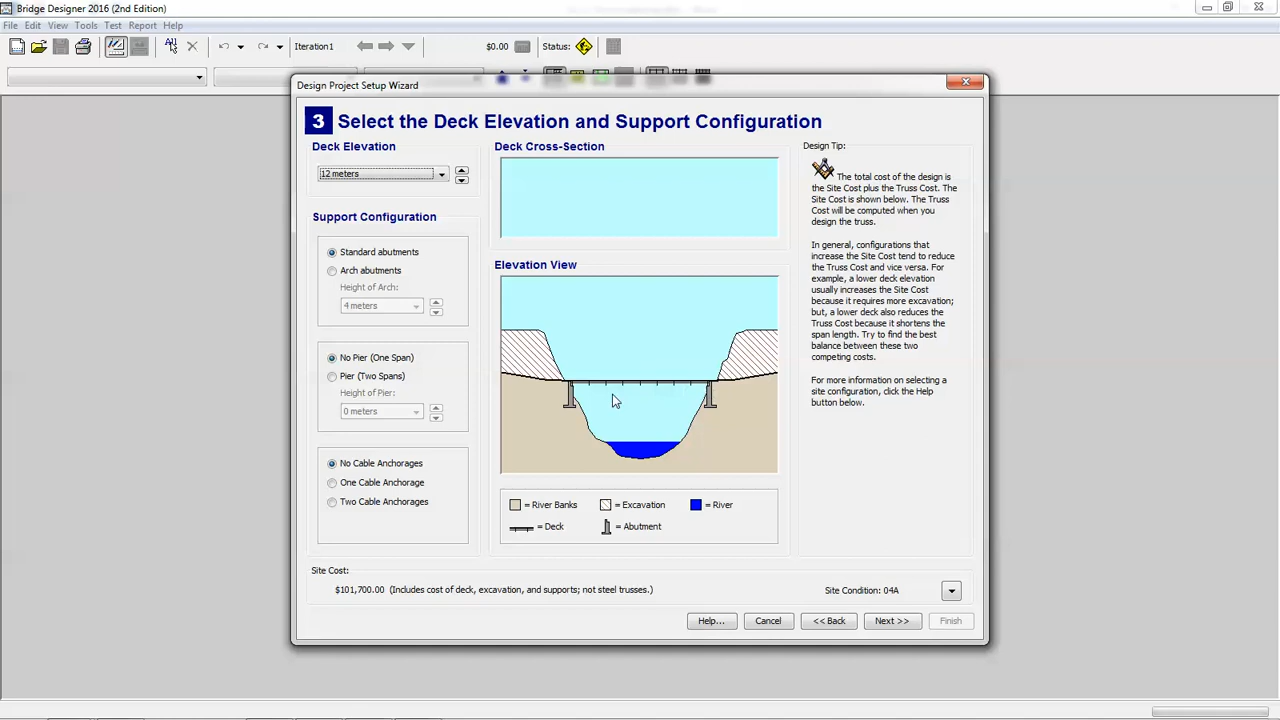 Bridge Designer 2016 (2nd Edition)
File Edit View Tools Test Report Help
Iteration1 $0.00 Status:
Design Project Setup Wizard
3 Select the Deck Elevation and Support Configuration
Deck Elevation
12 meters
Support Configuration
Standard abutments
Arch abutments
Height of Arch:
4 meters
No Pier (One Span)
Pier (Two Spans)
Height of Pier:
0 meters
No Cable Anchorages
One Cable Anchorage
Two Cable Anchorages
Deck Cross-Section
Elevation View
= River Banks = Excavation = River
= Deck = Abutment
Design Tip:
The total cost of the design is
the Site Cost plus the Truss Cost. The
Site Cost is shown below. The Truss
Cost will be computed when you
design the truss.
In general, configurations that
increase the Site Cost tend to reduce
the Truss Cost and vice versa. For
example, a lower deck elevation
usually increases the Site Cost
because it requires more excavation;
but, a lower deck also reduces the
Truss Cost because it shortens the
span length. Try to find the best
balance between these two
competing costs.
For more information on selecting a
site configuration, click the Help
button below.
Site Cost:
$101,700.00 (Includes cost of deck, excavation, and supports; not steel trusses.) Site Condition: 04A
Help... Cancel << Back Next >> Finish